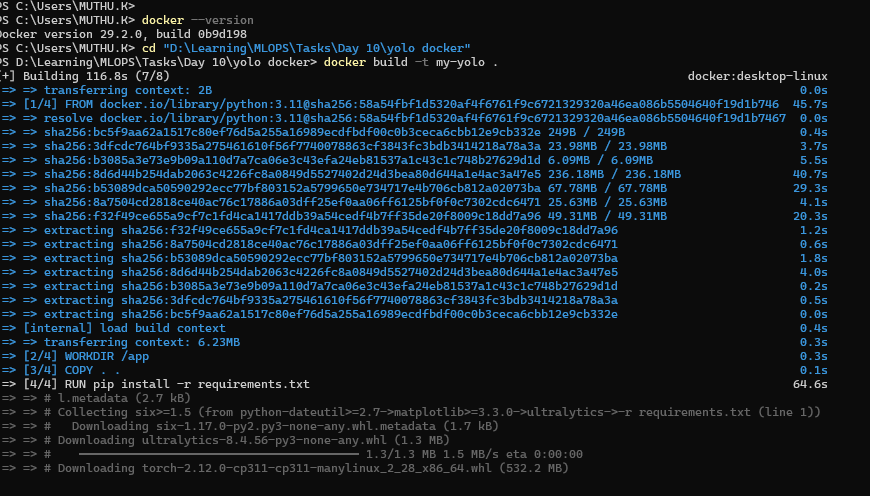 PS C:\Users\MUTHU.K>
PS C:\Users\MUTHU.K> docker --version
Docker version 29.2.0, build 0b9d198
PS C:\Users\MUTHU.K> cd "D:\Learning\MLOPS\Tasks\Day 10\yolo docker"
PS D:\Learning\MLOPS\Tasks\Day 10\yolo docker> docker build -t my-yolo .
[+] Building 116.8s (7/8) docker:desktop-linux
=> => transferring context: 2B 0.0s
=> [1/4] FROM docker.io/library/python:3.11@sha256:58a54fbf1d5320af4f6761f9c6721329320a46ea086b5504640f19d1b746 45.7s
=> => resolve docker.io/library/python:3.11@sha256:58a54fbf1d5320af4f6761f9c6721329320a46ea086b5504640f19d1b7467 0.0s
=> => sha256:bc5f9aa62a1517c80ef76d5a255a16989ecdfbdf00c0b3ceca6cbb12e9cb332e 249B / 249B 0.4s
=> => sha256:3dfcdc764bf9335a275461610f56f7740078863cf3843fc3bdb3414218a78a3a 23.98MB / 23.98MB 3.7s
=> => sha256:b3085a3e73e9b09a110d7a7ca06e3c43efa24eb81537a1c43c1c748b27629d1d 6.09MB / 6.09MB 5.5s
=> => sha256:8d6d44b254dab2063c4226fc8a0849d5527402d24d3bea80d644a1e4ac3a47e5 236.18MB / 236.18MB 40.7s
=> => sha256:b53089dca50590292ecc77bf803152a5799650e734717e4b706cb812a02073ba 67.78MB / 67.78MB 29.3s
=> => sha256:8a7504cd2818ce40ac76c17886a03dff25ef0aa06ff6125bf0f0c7302cdc6471 25.63MB / 25.63MB 4.1s
=> => sha256:f32f49ce655a9cf7c1fd4ca1417ddb39a54cedf4b7ff35de20f8009c18dd7a96 49.31MB / 49.31MB 20.3s
=> => extracting sha256:f32f49ce655a9cf7c1fd4ca1417ddb39a54cedf4b7ff35de20f8009c18dd7a96 1.2s
=> => extracting sha256:8a7504cd2818ce40ac76c17886a03dff25ef0aa06ff6125bf0f0c7302cdc6471 0.6s
=> => extracting sha256:b53089dca50590292ecc77bf803152a5799650e734717e4b706cb812a02073ba 1.8s
=> => extracting sha256:8d6d44b254dab2063c4226fc8a0849d5527402d24d3bea80d644a1e4ac3a47e5 4.0s
=> => extracting sha256:b3085a3e73e9b09a110d7a7ca06e3c43efa24eb81537a1c43c1c748b27629d1d 0.2s
=> => extracting sha256:3dfcdc764bf9335a275461610f56f7740078863cf3843fc3bdb3414218a78a3a 0.5s
=> => extracting sha256:bc5f9aa62a1517c80ef76d5a255a16989ecdfbdf00c0b3ceca6cbb12e9cb332e 0.0s
=> [internal] load build context 0.4s
=> => transferring context: 6.23MB 0.3s
=> [2/4] WORKDIR /app 0.3s
=> [3/4] COPY . . 0.1s
=> [4/4] RUN pip install -r requirements.txt 64.6s
=> => # l.metadata (2.7 kB)
=> => # Collecting six>=1.5 (from python-dateutil>=2.7->matplotlib>=3.3.0->ultralytics->-r requirements.txt (line 1))
=> => # Downloading six-1.17.0-py2.py3-none-any.whl.metadata (1.7 kB)
=> => # Downloading ultralytics-8.4.56-py3-none-any.whl (1.3 MB)
=> => # 1.3/1.3 MB 1.5 MB/s eta 0:00:00
=> => # Downloading torch-2.12.0-cp311-cp311-manylinux_2_28_x86_64.whl (532.2 MB)